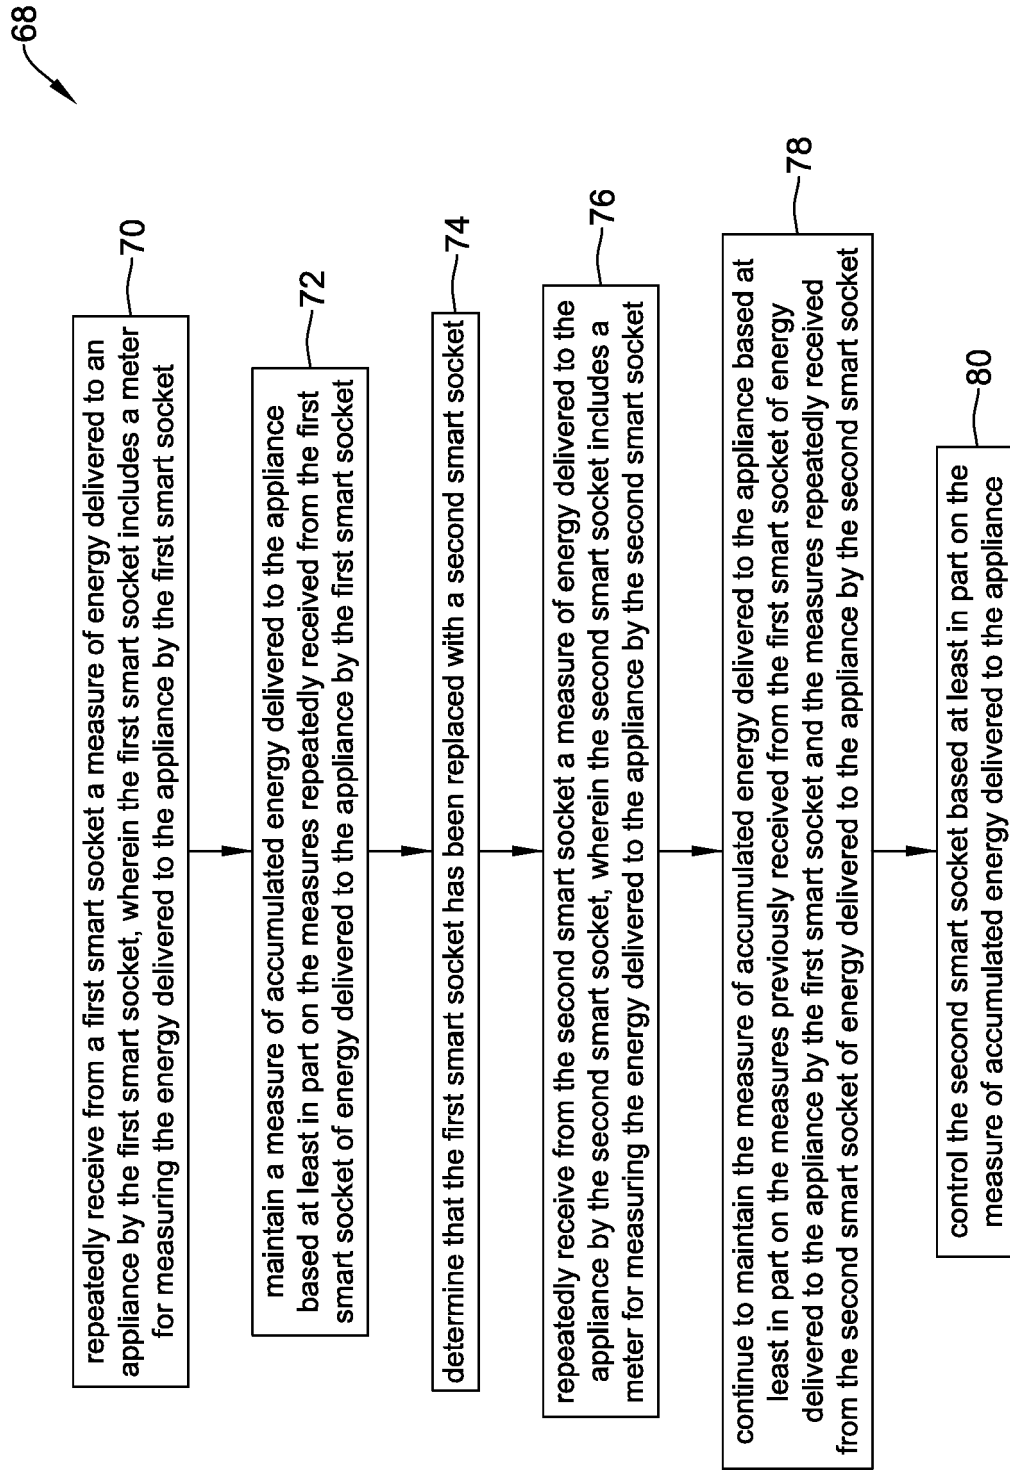 68
repeatedly receive from a first smart socket a measure of energy delivered to an
appliance by the first smart socket, wherein the first smart socket includes a meter
for measuring the energy delivered to the appliance by the first smart socket
70
maintain a measure of accumulated energy delivered to the appliance
based at least in part on the measures repeatedly received from the first
smart socket of energy delivered to the appliance by the first smart socket
72
determine that the first smart socket has been replaced with a second smart socket
74
repeatedly receive from the second smart socket a measure of energy delivered to the
appliance by the second smart socket, wherein the second smart socket includes a
meter for measuring the energy delivered to the appliance by the second smart socket
76
continue to maintain the measure of accumulated energy delivered to the appliance based at
least in part on the measures previously received from the first smart socket of energy
delivered to the appliance by the first smart socket and the measures repeatedly received
from the second smart socket of energy delivered to the appliance by the second smart socket
78
control the second smart socket based at least in part on the
measure of accumulated energy delivered to the appliance
80